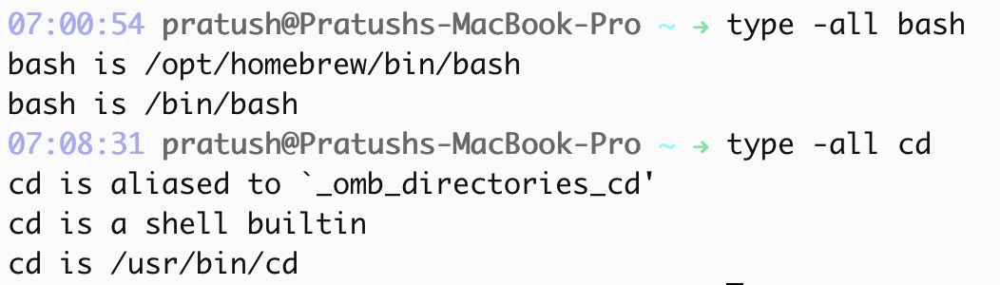 07:00:54 pratush@Pratushs-MacBook-Pro ~ → type -all bash
bash is /opt/homebrew/bin/bash
bash is /bin/bash
07:08:31 pratush@Pratushs-MacBook-Pro ~ → type -all cd
cd is aliased to `_omb_directories_cd'
cd is a shell builtin
cd is /usr/bin/cd